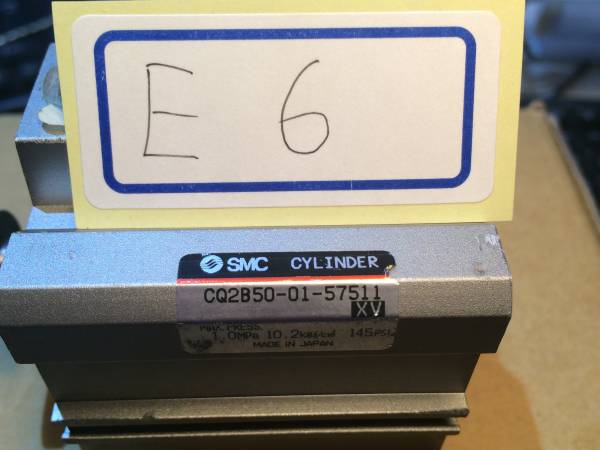 E 6
SMC CYLINDER
CQ2B50-01-57511
XV
MAX.PRESS.
1.0MPa 10.2kgf/cm² 145PSI
MADE IN JAPAN